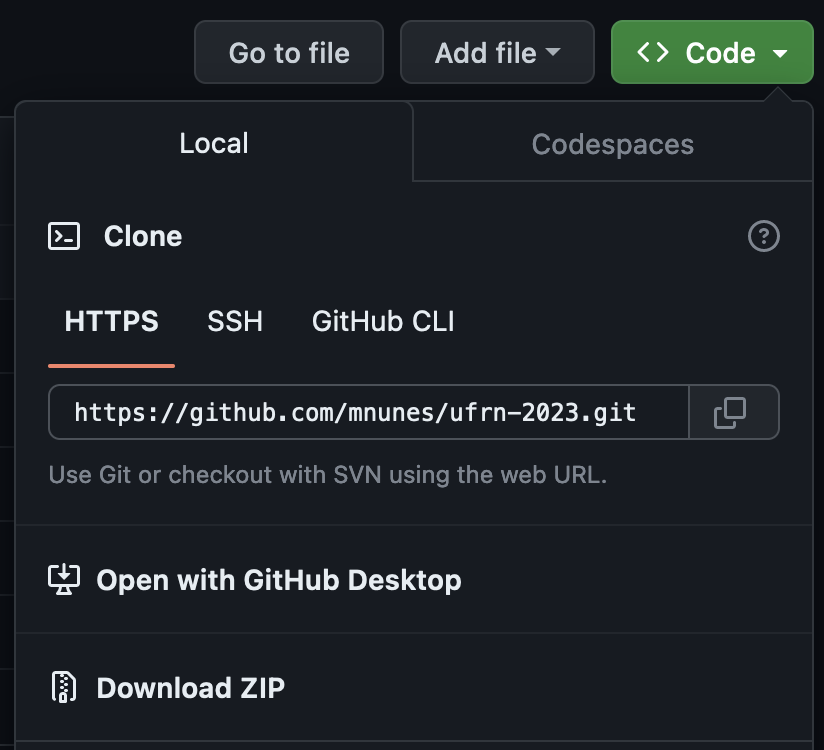 Go to file Add file <> Code
Local Codespaces
Clone
HTTPS SSH GitHub CLI
https://github.com/mnunes/ufrn-2023.git
Use Git or checkout with SVN using the web URL.
Open with GitHub Desktop
Download ZIP